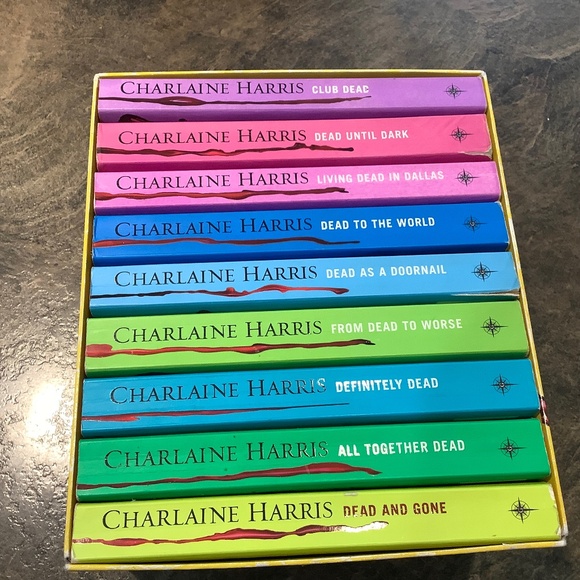 CHARLAINE HARRIS CLUB DEAD
CHARLAINE HARRIS DEAD UNTIL DARK
CHARLAINE HARRIS LIVING DEAD IN DALLAS
CHARLAINE HARRIS DEAD TO THE WORLD
CHARLAINE HARRIS DEAD AS A DOORNAIL
CHARLAINE HARRIS FROM DEAD TO WORSE
CHARLAINE HARRIS DEFINITELY DEAD
CHARLAINE HARRIS ALL TOGETHER DEAD
CHARLAINE HARRIS DEAD AND GONE